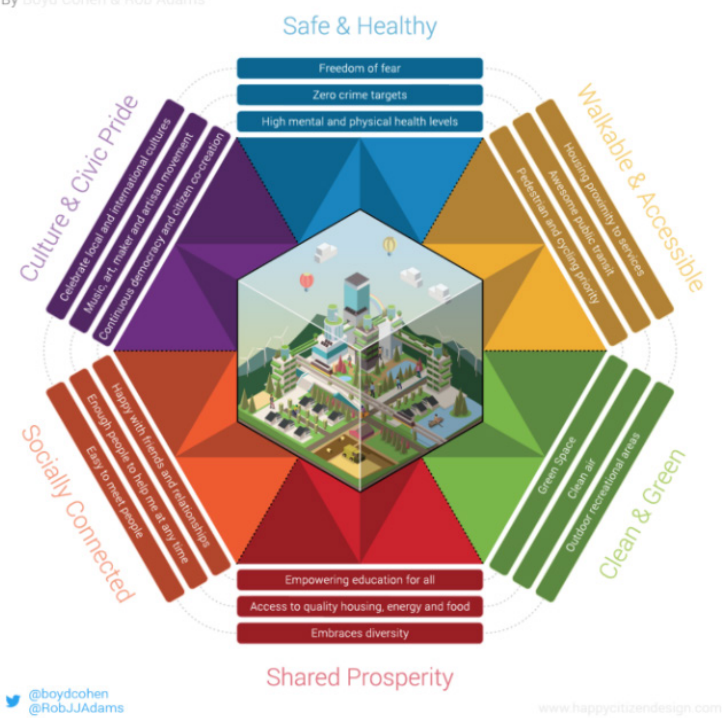 By Boyd Cohen & Rob Adams
Safe & Healthy
Freedom of fear
Zero crime targets
High mental and physical health levels
Walkable & Accessible
Housing proximity to services
Awesome public transit
Pedestrian and cycling priority
Clean & Green
Green Space
Clean air
Outdoor recreational areas
Shared Prosperity
Empowering education for all
Access to quality housing, energy and food
Embraces diversity
Socially Connected
Happy with friends and relationships
Enough people to help me at any time
Easy to meet people
Culture & Civic Pride
Celebrate local and international cultures
Music, art, maker and artisan movement
Continuous democracy and citizen co-creation
@boydcohen
@RobJJAdams
www.happycitizendesign.com